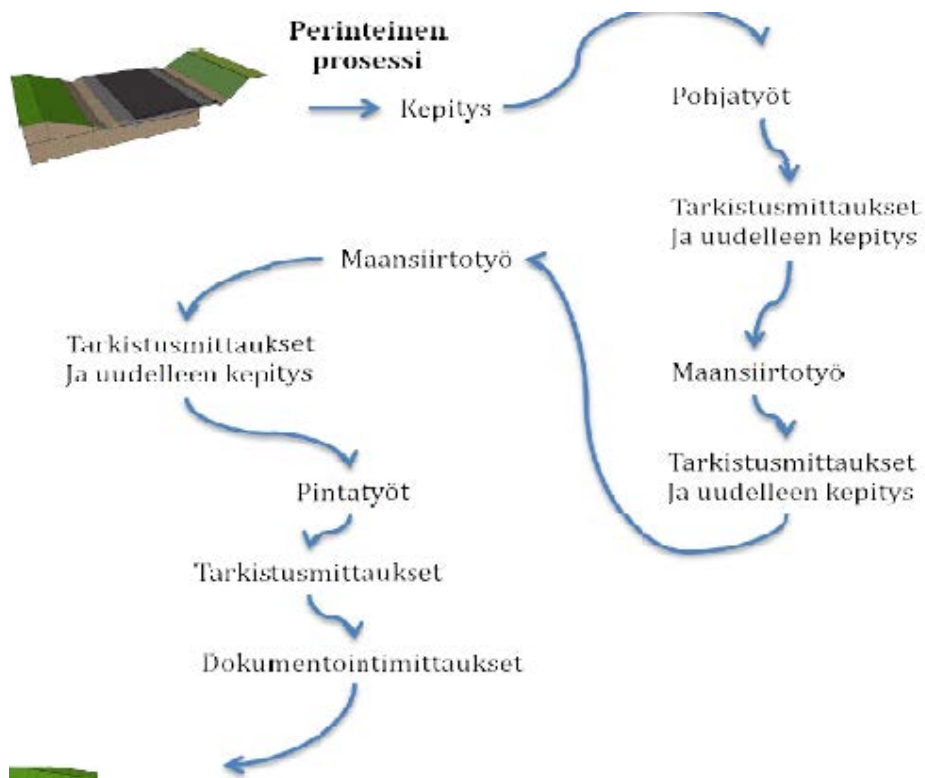 Perinteinen
prosessi
Kepitys
Pohjatyöt
Tarkistusmittaukset
Ja uudelleen kepitys
Maansiirtotyö
Tarkistusmittaukset
Ja uudelleen kepitys
Maansiirtotyö
Tarkistusmittaukset
Ja uudelleen kepitys
Pintatyöt
Tarkistusmittaukset
Dokumentointimittaukset